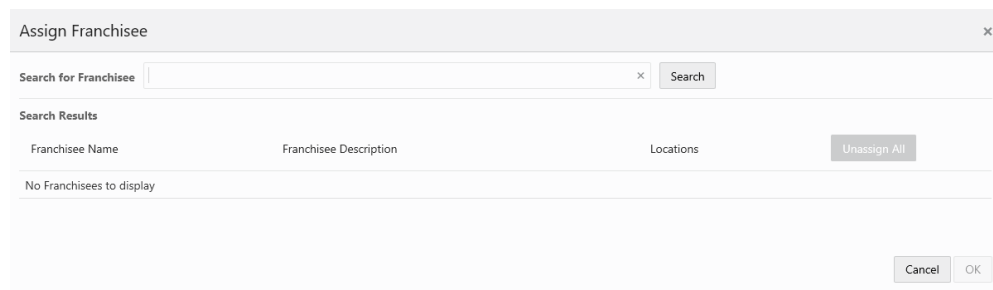 Assign Franchisee ×
Search for Franchisee × Search
Search Results
Franchisee Name Franchisee Description Locations Unassign All
No Franchisees to display
Cancel OK